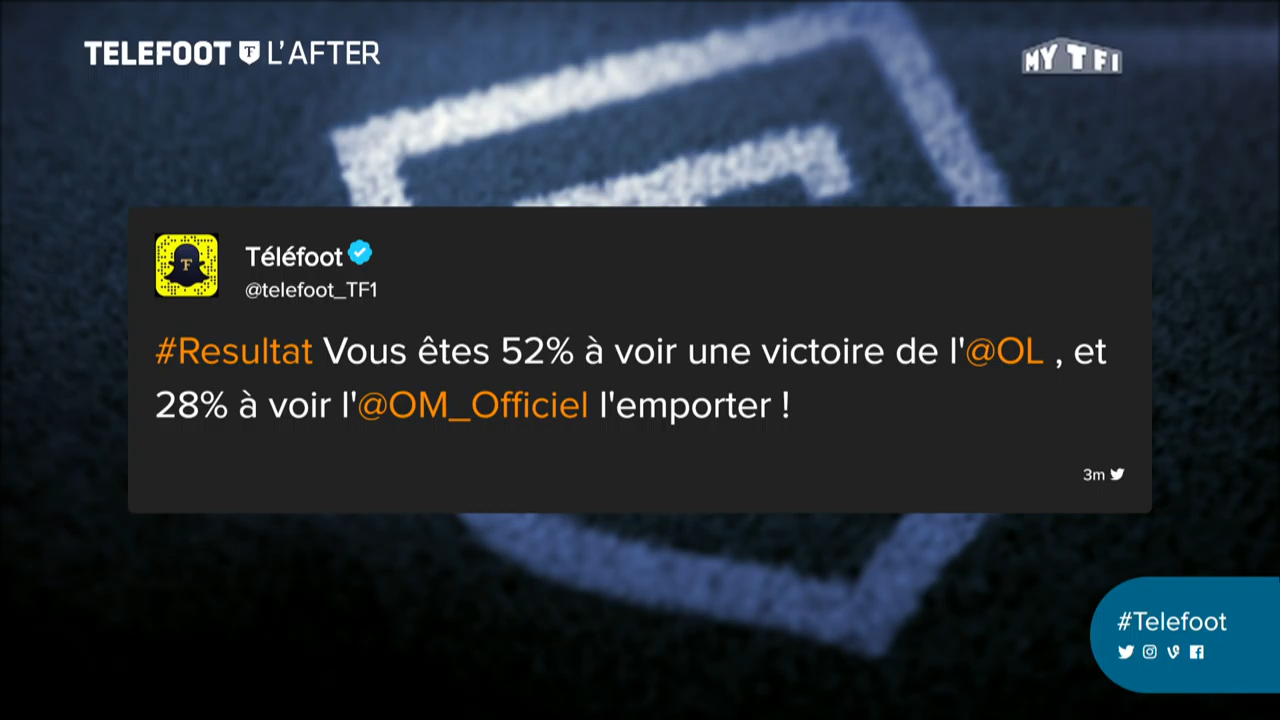 TELEFOOT T L'AFTER
MY TF1
Téléfoot
@telefoot_TF1
#Resultat Vous êtes 52% à voir une victoire de l'@OL , et
28% à voir l'@OM_Officiel l'emporter !
3m
#Telefoot